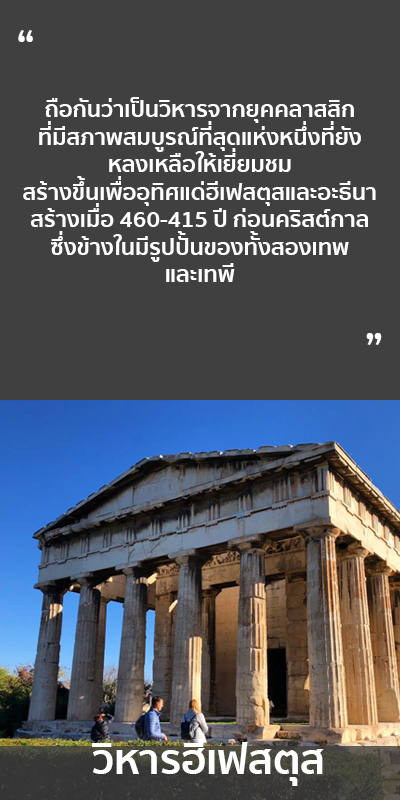 “
ถือกันว่าเป็นวิหารจากยุคคลาสสิก
ที่มีสภาพสมบูรณ์ที่สุดแห่งหนึ่งที่ยัง
หลงเหลือให้เยี่ยมชม
สร้างขึ้นเพื่ออุทิศแด่ฮีเฟสตุสและอะธีนา
สร้างเมื่อ 460-415 ปี ก่อนคริสต์กาล
ซึ่งข้างในมีรูปปั้นของทั้งสองเทพ
และเทพี
”
วิหารฮีเฟสตุส